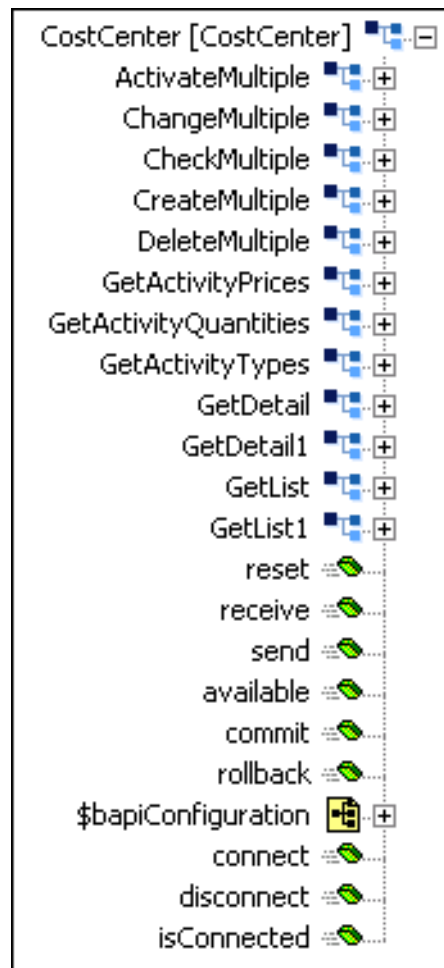 CostCenter [CostCenter]
ActivateMultiple
ChangeMultiple
CheckMultiple
CreateMultiple
DeleteMultiple
GetActivityPrices
GetActivityQuantities
GetActivityTypes
GetDetail
GetDetail1
GetList
GetList1
reset
receive
send
available
commit
rollback
$bapiConfiguration
connect
disconnect
isConnected